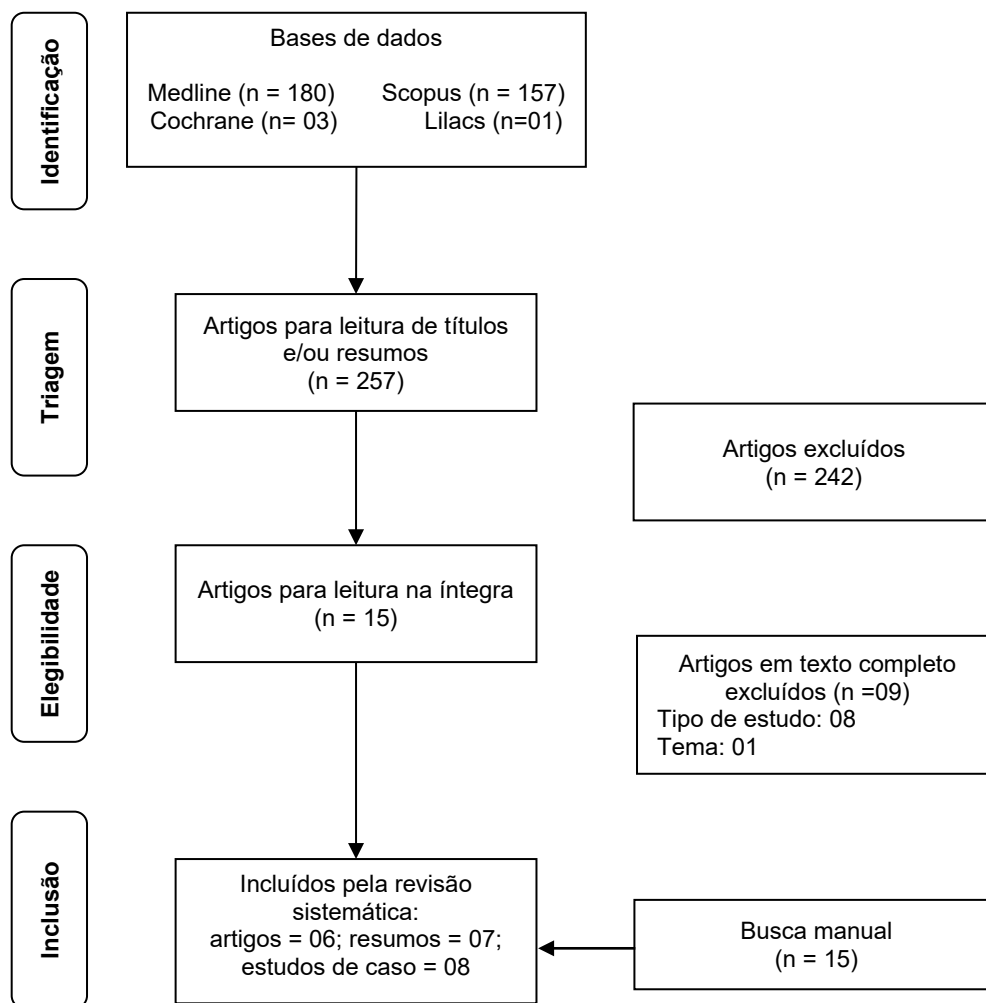 Identificação
Bases de dados
Medline (n = 180) Scopus (n = 157)
Cochrane (n= 03) Lilacs (n=01)
Triagem
Artigos para leitura de títulos
e/ou resumos
(n = 257)
Artigos excluídos
(n = 242)
Elegibilidade
Artigos para leitura na íntegra
(n = 15)
Artigos em texto completo
excluídos (n =09)
Tipo de estudo: 08
Tema: 01
Inclusão
Incluídos pela revisão
sistemática:
artigos = 06; resumos = 07;
estudos de caso = 08
Busca manual
(n = 15)